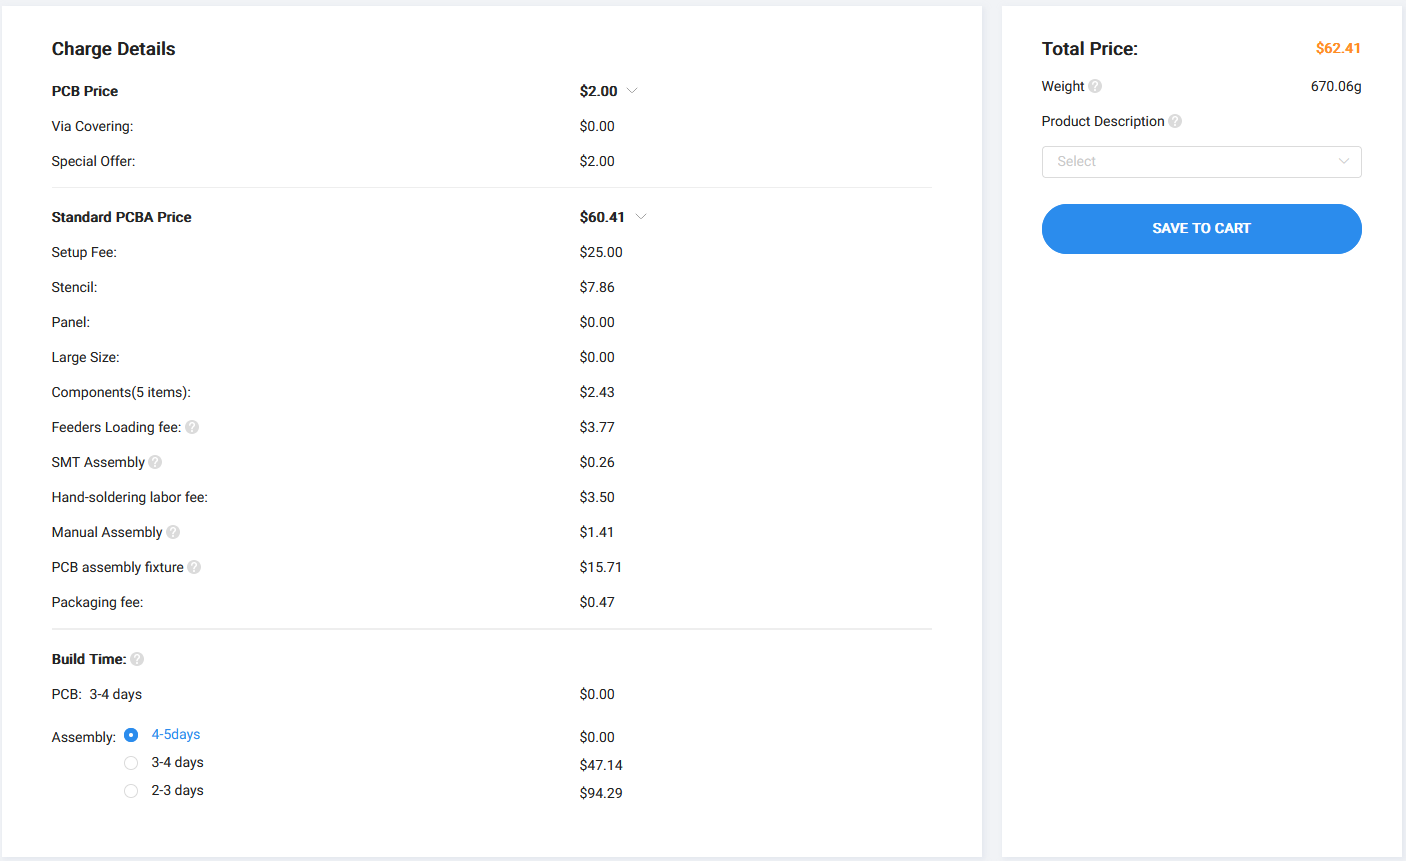 Charge Details
PCB Price $2.00
Via Covering: $0.00
Special Offer: $2.00
Standard PCBA Price $60.41
Setup Fee: $25.00
Stencil: $7.86
Panel: $0.00
Large Size: $0.00
Components(5 items): $2.43
Feeders Loading fee: ? $3.77
SMT Assembly ? $0.26
Hand-soldering labor fee: $3.50
Manual Assembly ? $1.41
PCB assembly fixture ? $15.71
Packaging fee: $0.47
Build Time: ?
PCB: 3-4 days $0.00
Assembly: 4-5days $0.00
3-4 days $47.14
2-3 days $94.29
Total Price: $62.41
Weight ? 670.06g
Product Description ?
Select
SAVE TO CART